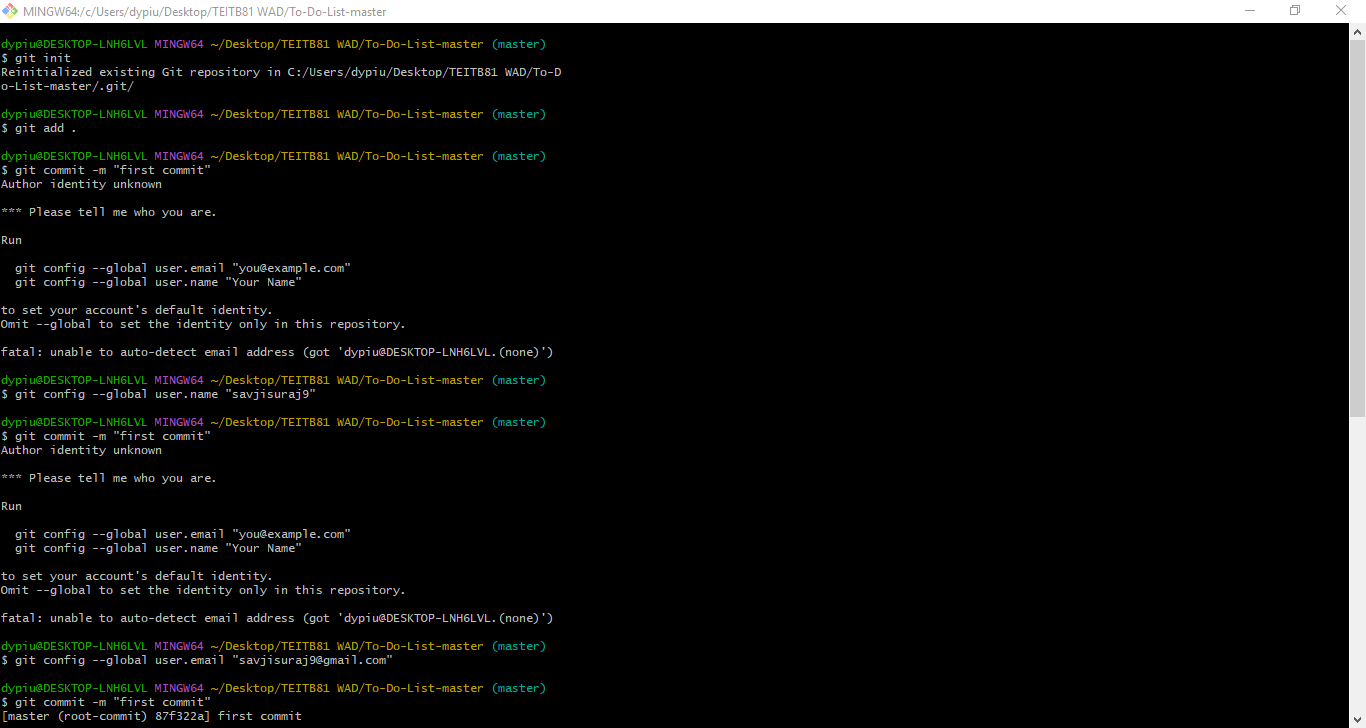 MINGW64:/c/Users/dypiu/Desktop/TEITB81 WAD/To-Do-List-master
dypiu@DESKTOP-LNH6LVL MINGW64 ~/Desktop/TEITB81 WAD/To-Do-List-master (master)
$ git init
Reinitialized existing Git repository in C:/Users/dypiu/Desktop/TEITB81 WAD/To-D
o-List-master/.git/
dypiu@DESKTOP-LNH6LVL MINGW64 ~/Desktop/TEITB81 WAD/To-Do-List-master (master)
$ git add .
dypiu@DESKTOP-LNH6LVL MINGW64 ~/Desktop/TEITB81 WAD/To-Do-List-master (master)
$ git commit -m "first commit"
Author identity unknown
*** Please tell me who you are.
Run
  git config --global user.email "you@example.com"
  git config --global user.name "Your Name"
to set your account's default identity.
Omit --global to set the identity only in this repository.
fatal: unable to auto-detect email address (got 'dypiu@DESKTOP-LNH6LVL.(none)')
dypiu@DESKTOP-LNH6LVL MINGW64 ~/Desktop/TEITB81 WAD/To-Do-List-master (master)
$ git config --global user.name "savjisuraj9"
dypiu@DESKTOP-LNH6LVL MINGW64 ~/Desktop/TEITB81 WAD/To-Do-List-master (master)
$ git commit -m "first commit"
Author identity unknown
*** Please tell me who you are.
Run
  git config --global user.email "you@example.com"
  git config --global user.name "Your Name"
to set your account's default identity.
Omit --global to set the identity only in this repository.
fatal: unable to auto-detect email address (got 'dypiu@DESKTOP-LNH6LVL.(none)')
dypiu@DESKTOP-LNH6LVL MINGW64 ~/Desktop/TEITB81 WAD/To-Do-List-master (master)
$ git config --global user.email "savjisuraj9@gmail.com"
dypiu@DESKTOP-LNH6LVL MINGW64 ~/Desktop/TEITB81 WAD/To-Do-List-master (master)
$ git commit -m "first commit"
[master (root-commit) 87f322a] first commit